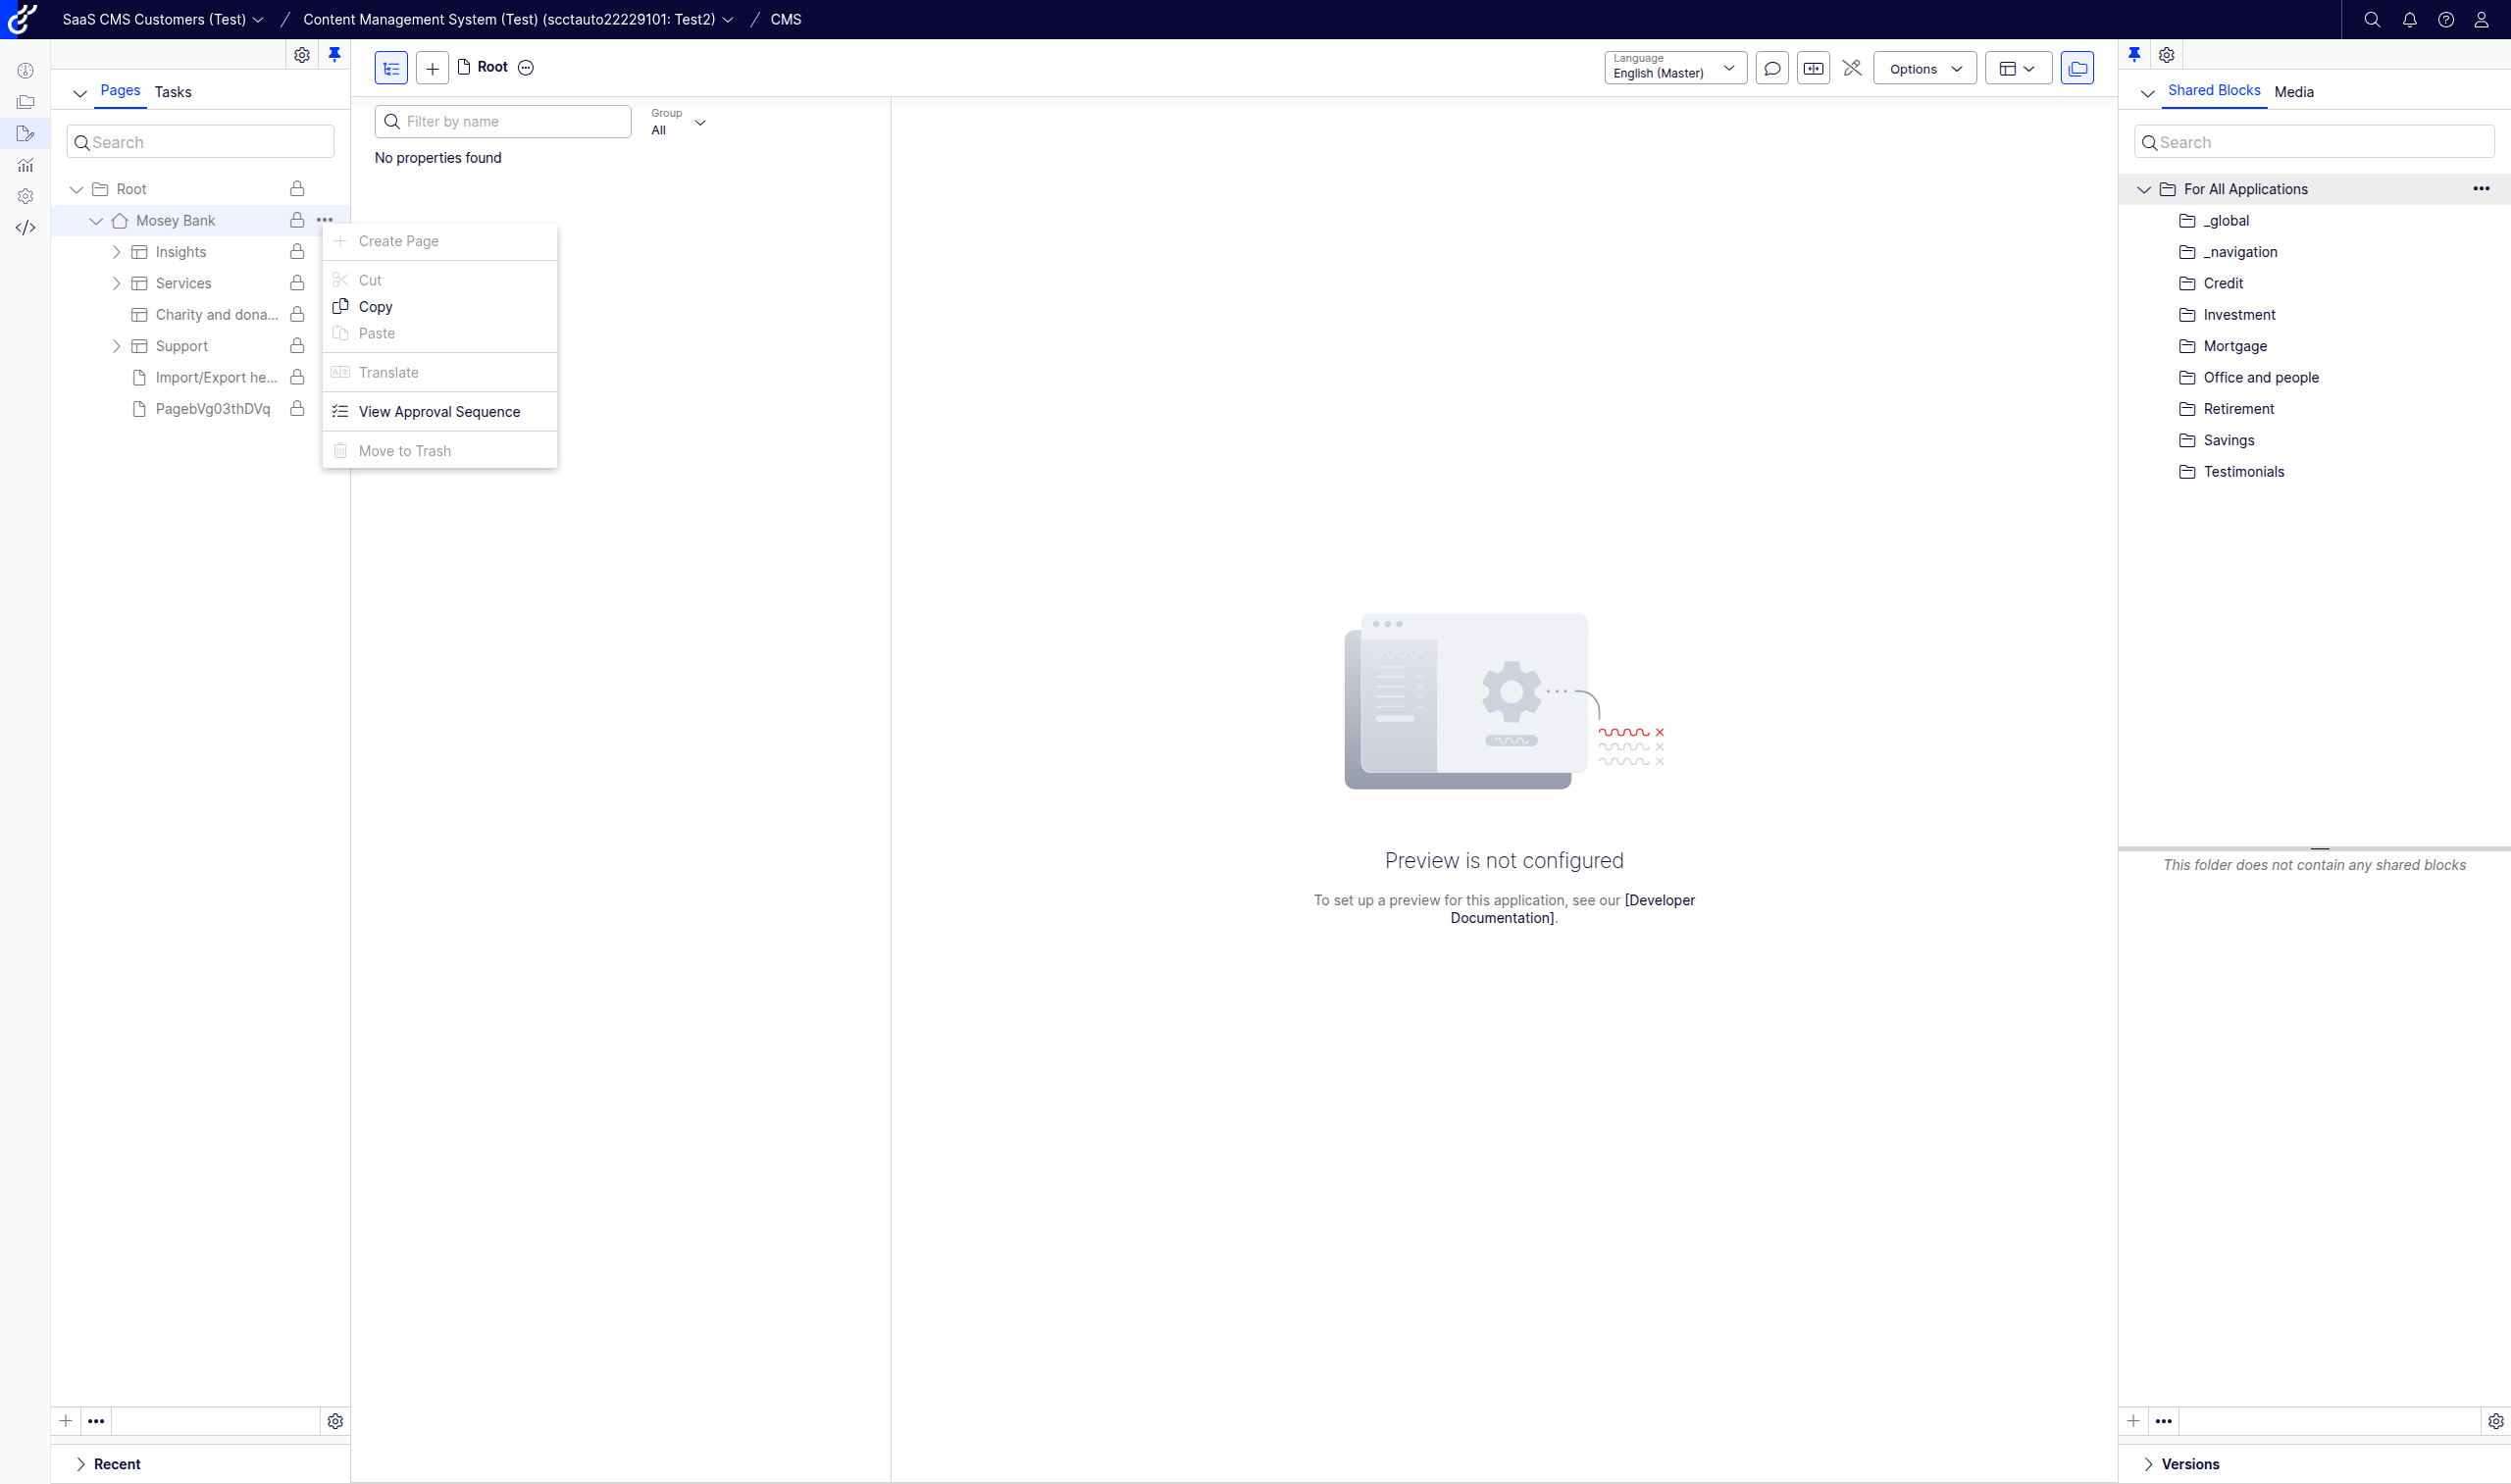 SaaS CMS Customers (Test) / Content Management System (Test) (scctauto22229101: Test2) / CMS
Pages Tasks
Search
Root
Mosey Bank
Insights
Services
Charity and dona...
Support
Import/Export he...
PagebVg03thDVq
Create Page
Cut
Copy
Paste
Translate
View Approval Sequence
Move to Trash
Recent
Root
Language
English (Master)
Options
Filter by name
Group
All
No properties found
Preview is not configured
To set up a preview for this application, see our [Developer
Documentation].
Shared Blocks Media
Search
For All Applications
_global
_navigation
Credit
Investment
Mortgage
Office and people
Retirement
Savings
Testimonials
This folder does not contain any shared blocks
Versions